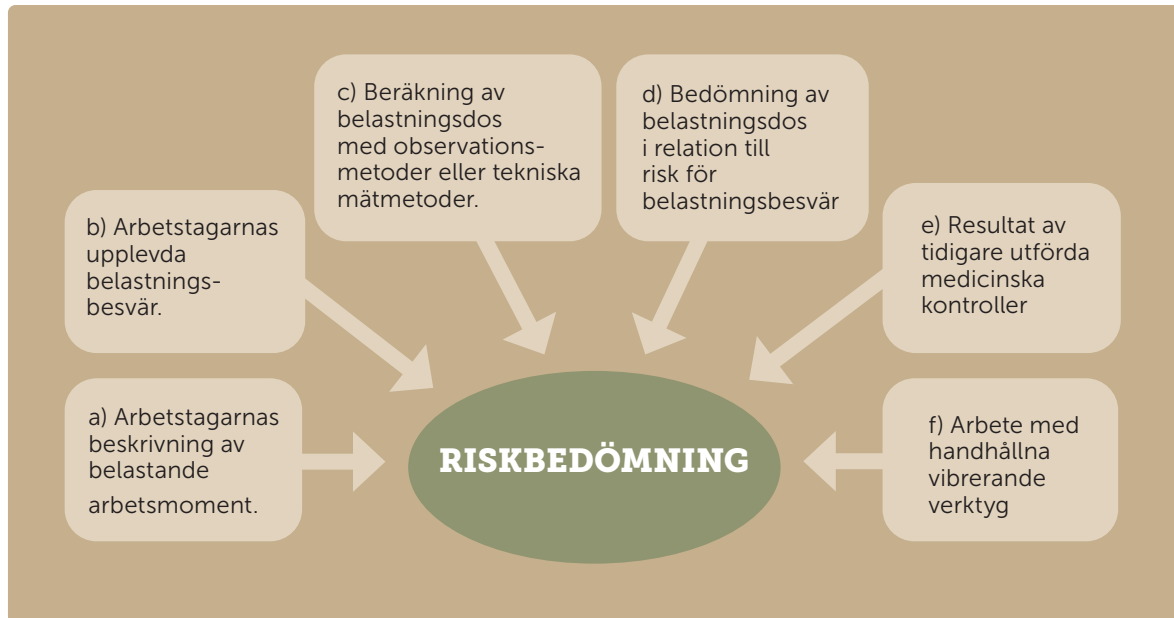 a) Arbetstagarnas
beskrivning av
belastande
arbetsmoment.
b) Arbetstagarnas
upplevda
belastnings-
besvär.
c) Beräkning av
belastningsdos
med observations-
metoder eller tekniska
mätmetoder.
d) Bedömning av
belastningsdos
i relation till
risk för
belastningsbesvär
e) Resultat av
tidigare utförda
medicinska
kontroller
f) Arbete med
handhållna
vibrerande
verktyg
RISKBEDÖMNING